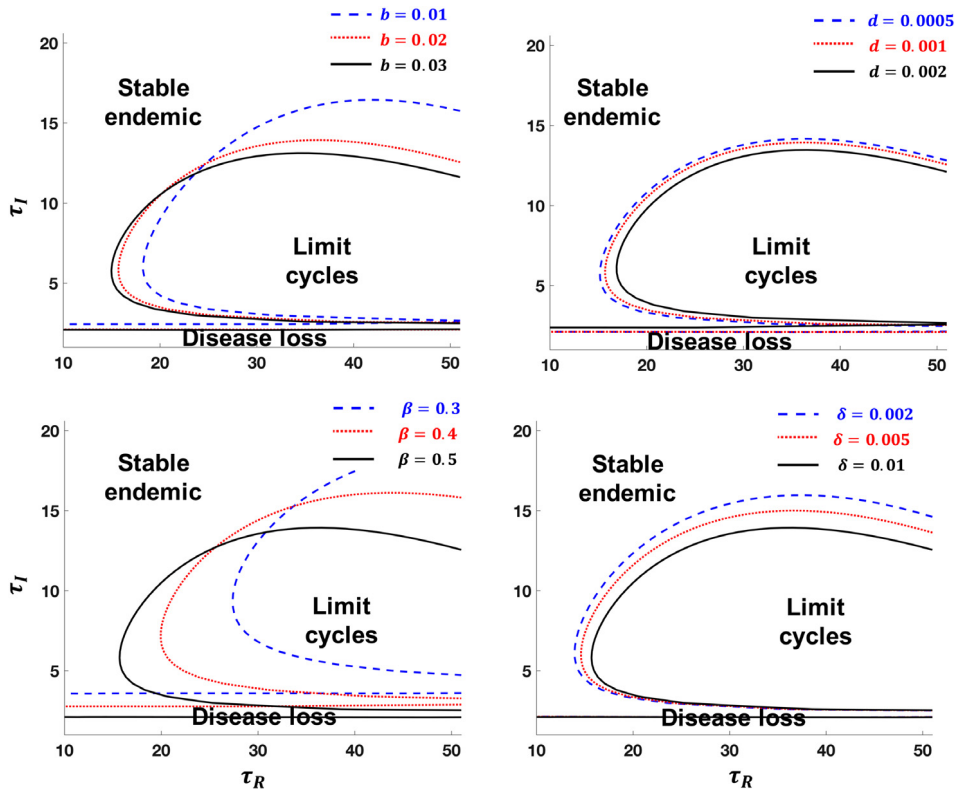 b = 0.01
b = 0.02
b = 0.03
20
Stable
endemic
15
τ_I
10
Limit
cycles
5
Disease loss
10 20 30 40 50
d = 0.0005
d = 0.001
d = 0.002
20
Stable
endemic
15
10
Limit
cycles
5
Disease loss
10 20 30 40 50
β = 0.3
β = 0.4
β = 0.5
20
Stable
endemic
15
τ_I
10
Limit
cycles
5
Disease loss
10 20 30 40 50
τ_R
δ = 0.002
δ = 0.005
δ = 0.01
20
Stable
endemic
15
10
Limit
cycles
5
Disease loss
10 20 30 40 50
τ_R